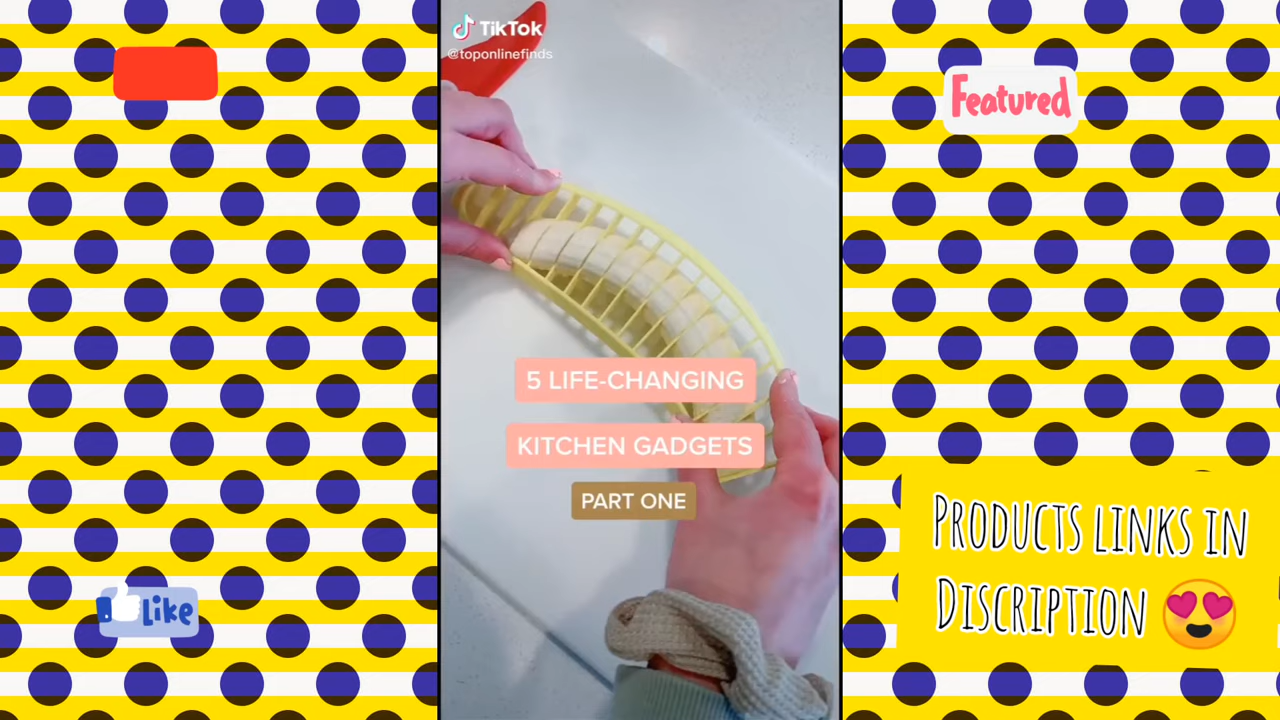 TikTok
@toponlinefinds
Featured
5 LIFE-CHANGING
KITCHEN GADGETS
PART ONE
PRODUCTS LINKS IN
DISCRIPTION 😍
Like